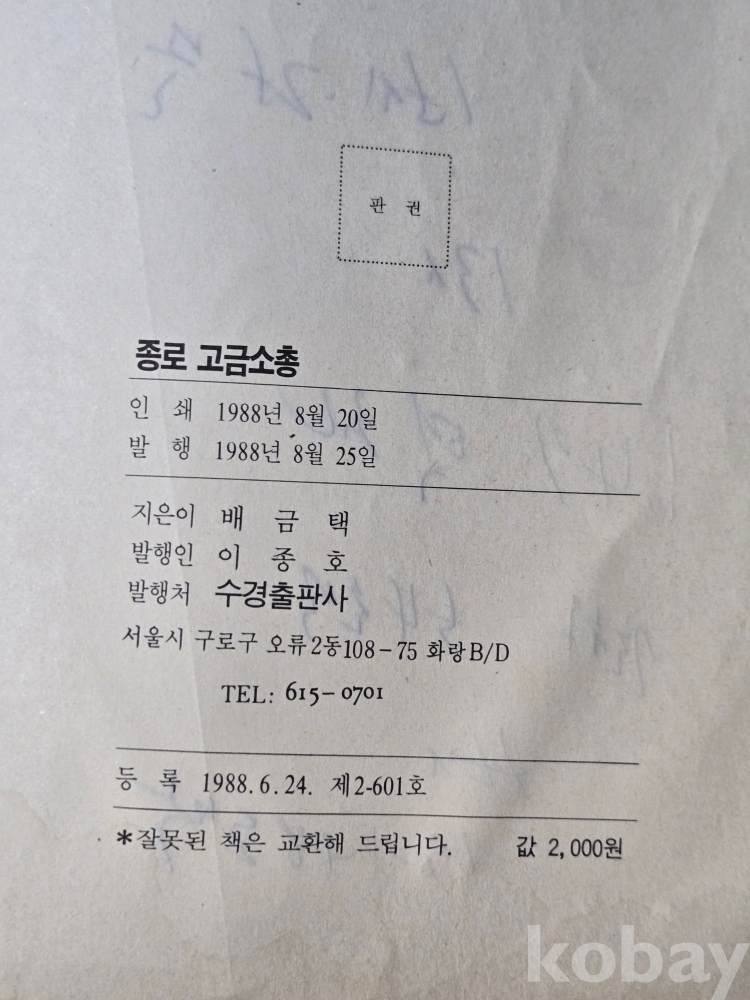 판 권
종로 고금소총
인 쇄 1988년 8월 20일
발 행 1988년 8월 25일
지은이 배 금 택
발행인 이 종 호
발행처 수경출판사
서울시 구로구 오류2동108-75 화랑B/D
TEL: 615-0701
등 록 1988.6.24. 제2-601호
*잘못된 책은 교환해 드립니다. 값 2,000원
kobay